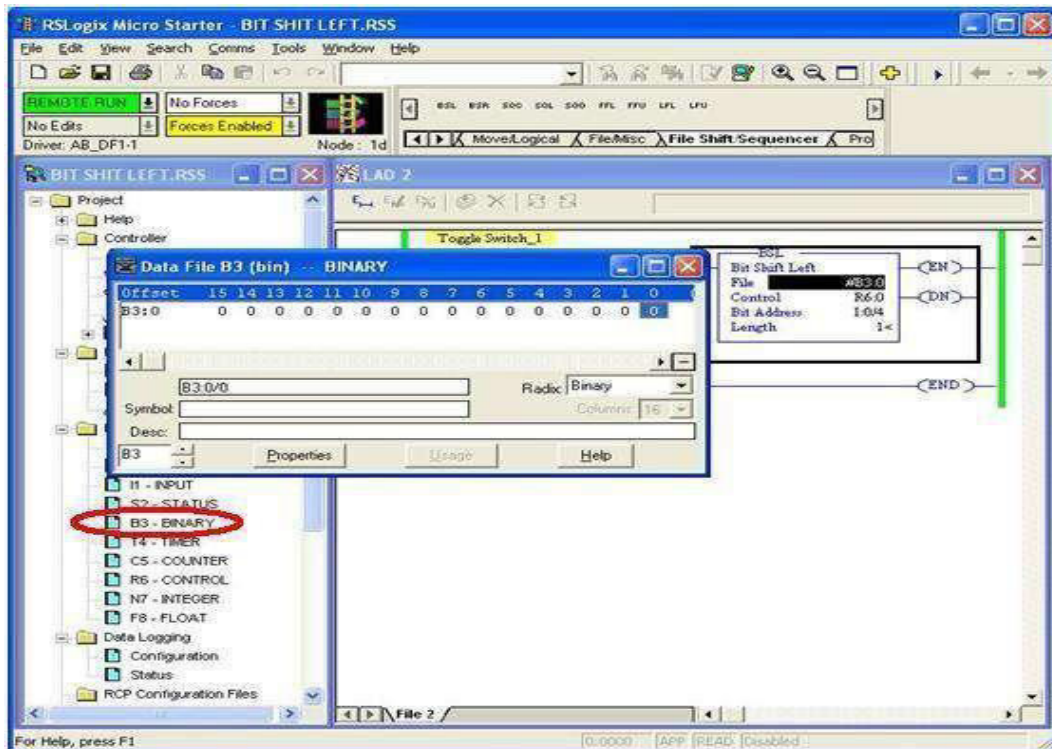 RSLogix Micro Starter - BIT SHIT LEFT.RSS
File Edit View Search Comms Tools Window Help
REMOTE RUN No Forces
No Edits Forces Enabled
Driver: AB_DF1-1 Node: 1d
BSL BSR SQC SQL SQO FFL FFU LFL LFU
Move/Logical File/Misc File Shift/Sequencer Pro
BIT SHIT LEFT.RSS
LAD 2
Project
Help
Controller
Toggle Switch_1
BSL
Bit Shift Left
File #B3:0
Control R6:0
Bit Address I:0/4
Length 1<
EN
DN
END
Data File B3 (bin) -- BINARY
Offset 15 14 13 12 11 10 9 8 7 6 5 4 3 2 1 0
B3:0 0 0 0 0 0 0 0 0 0 0 0 0 0 0 0 0
B3:0/0
Radix: Binary
Symbol:
Columns: 16
Desc:
B3 Properties Usage Help
I1 - INPUT
S2 - STATUS
B3 - BINARY
T4 - TIMER
C5 - COUNTER
R6 - CONTROL
N7 - INTEGER
F8 - FLOAT
Data Logging
Configuration
Status
RCP Configuration Files
File 2
For Help, press F1
0:0000 APP READ Disabled